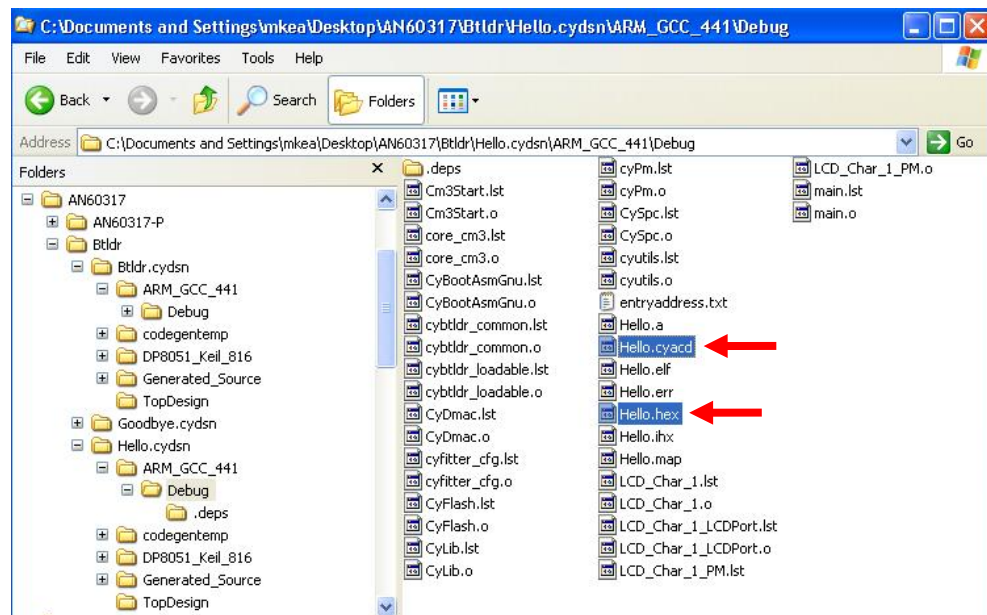 C:\Documents and Settings\mkea\Desktop\AN60317\Btldr\Hello.cydsn\ARM_GCC_441\Debug
File Edit View Favorites Tools Help
Back Search Folders
Address C:\Documents and Settings\mkea\Desktop\AN60317\Btldr\Hello.cydsn\ARM_GCC_441\Debug Go
Folders
AN60317
AN60317-P
Btldr
Btldr.cydsn
ARM_GCC_441
Debug
codegentemp
DP8051_Keil_816
Generated_Source
TopDesign
Goodbye.cydsn
Hello.cydsn
ARM_GCC_441
Debug
.deps
codegentemp
DP8051_Keil_816
Generated_Source
TopDesign
.deps
Cm3Start.lst
Cm3Start.o
core_cm3.lst
core_cm3.o
CyBootAsmGnu.lst
CyBootAsmGnu.o
cybtldr_common.lst
cybtldr_common.o
cybtldr_loadable.lst
cybtldr_loadable.o
CyDmac.lst
CyDmac.o
cyfitter_cfg.lst
cyfitter_cfg.o
CyFlash.lst
CyFlash.o
CyLib.lst
CyLib.o
cyPm.lst
cyPm.o
CySpc.lst
CySpc.o
cyutils.lst
cyutils.o
entryaddress.txt
Hello.a
Hello.cyacd
Hello.elf
Hello.err
Hello.hex
Hello.ihx
Hello.map
LCD_Char_1.lst
LCD_Char_1.o
LCD_Char_1_LCDPort.lst
LCD_Char_1_LCDPort.o
LCD_Char_1_PM.lst
LCD_Char_1_PM.o
main.lst
main.o